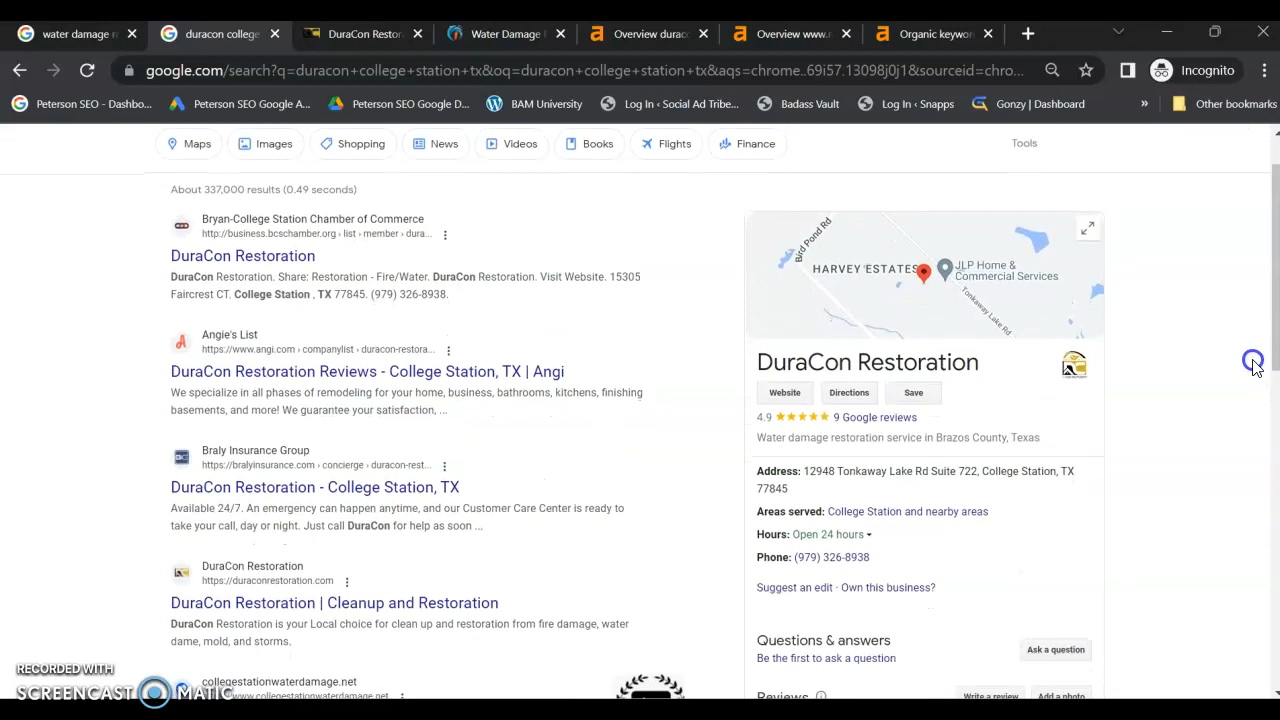 water damage r
duracon college
DuraCon Restor
Water Damage
Overview durac
Overview www.r
Organic keywor
google.com/search?q=duracon+college+station+tx&oq=duracon+college+station+tx&aqs=chrome..69i57.13098j0j1&sourceid=chro...
Incognito
Peterson SEO - Dashbo...
Peterson SEO Google A...
Peterson SEO Google D...
BAM University
Log In ‹ Social Ad Tribe...
Badass Vault
Log In ‹ Snapps
Gonzy | Dashboard
»
Other bookmarks
Maps
Images
Shopping
News
Videos
Books
Flights
Finance
Tools
About 337,000 results (0.49 seconds)
Bryan-College Station Chamber of Commerce
http://business.bcschamber.org › list › member › dura...
DuraCon Restoration
DuraCon Restoration. Share: Restoration - Fire/Water. DuraCon Restoration. Visit Website. 15305
Faircrest CT. College Station , TX 77845. (979) 326-8938.
Angie's List
https://www.angi.com › companylist › duracon-restora...
DuraCon Restoration Reviews - College Station, TX | Angi
We specialize in all phases of remodeling for your home, business, bathrooms, kitchens, finishing
basements, and more! We guarantee your satisfaction, ...
Braly Insurance Group
https://bralyinsurance.com › concierge › duracon-rest...
DuraCon Restoration - College Station, TX
Available 24/7. An emergency can happen anytime, and our Customer Care Center is ready to
take your call, day or night. Just call DuraCon for help as soon ...
DuraCon Restoration
https://duraconrestoration.com
DuraCon Restoration | Cleanup and Restoration
DuraCon Restoration is your Local choice for clean up and restoration from fire damage, water
dame, mold, and storms.
collegestationwaterdamage.net
www.collegestationwaterdamage.net
Bird Pond Rd
HARVEY ESTATES
JLP Home &
Commercial Services
Tonkaway Lake Rd
DuraCon Restoration
Website
Directions
Save
4.9
9 Google reviews
Water damage restoration service in Brazos County, Texas
Address: 12948 Tonkaway Lake Rd Suite 722, College Station, TX
77845
Areas served: College Station and nearby areas
Hours: Open 24 hours
Phone: (979) 326-8938
Suggest an edit · Own this business?
Questions & answers
Ask a question
Be the first to ask a question
Reviews
Write a review
Add a photo
RECORDED WITH
SCREENCAST MATIC